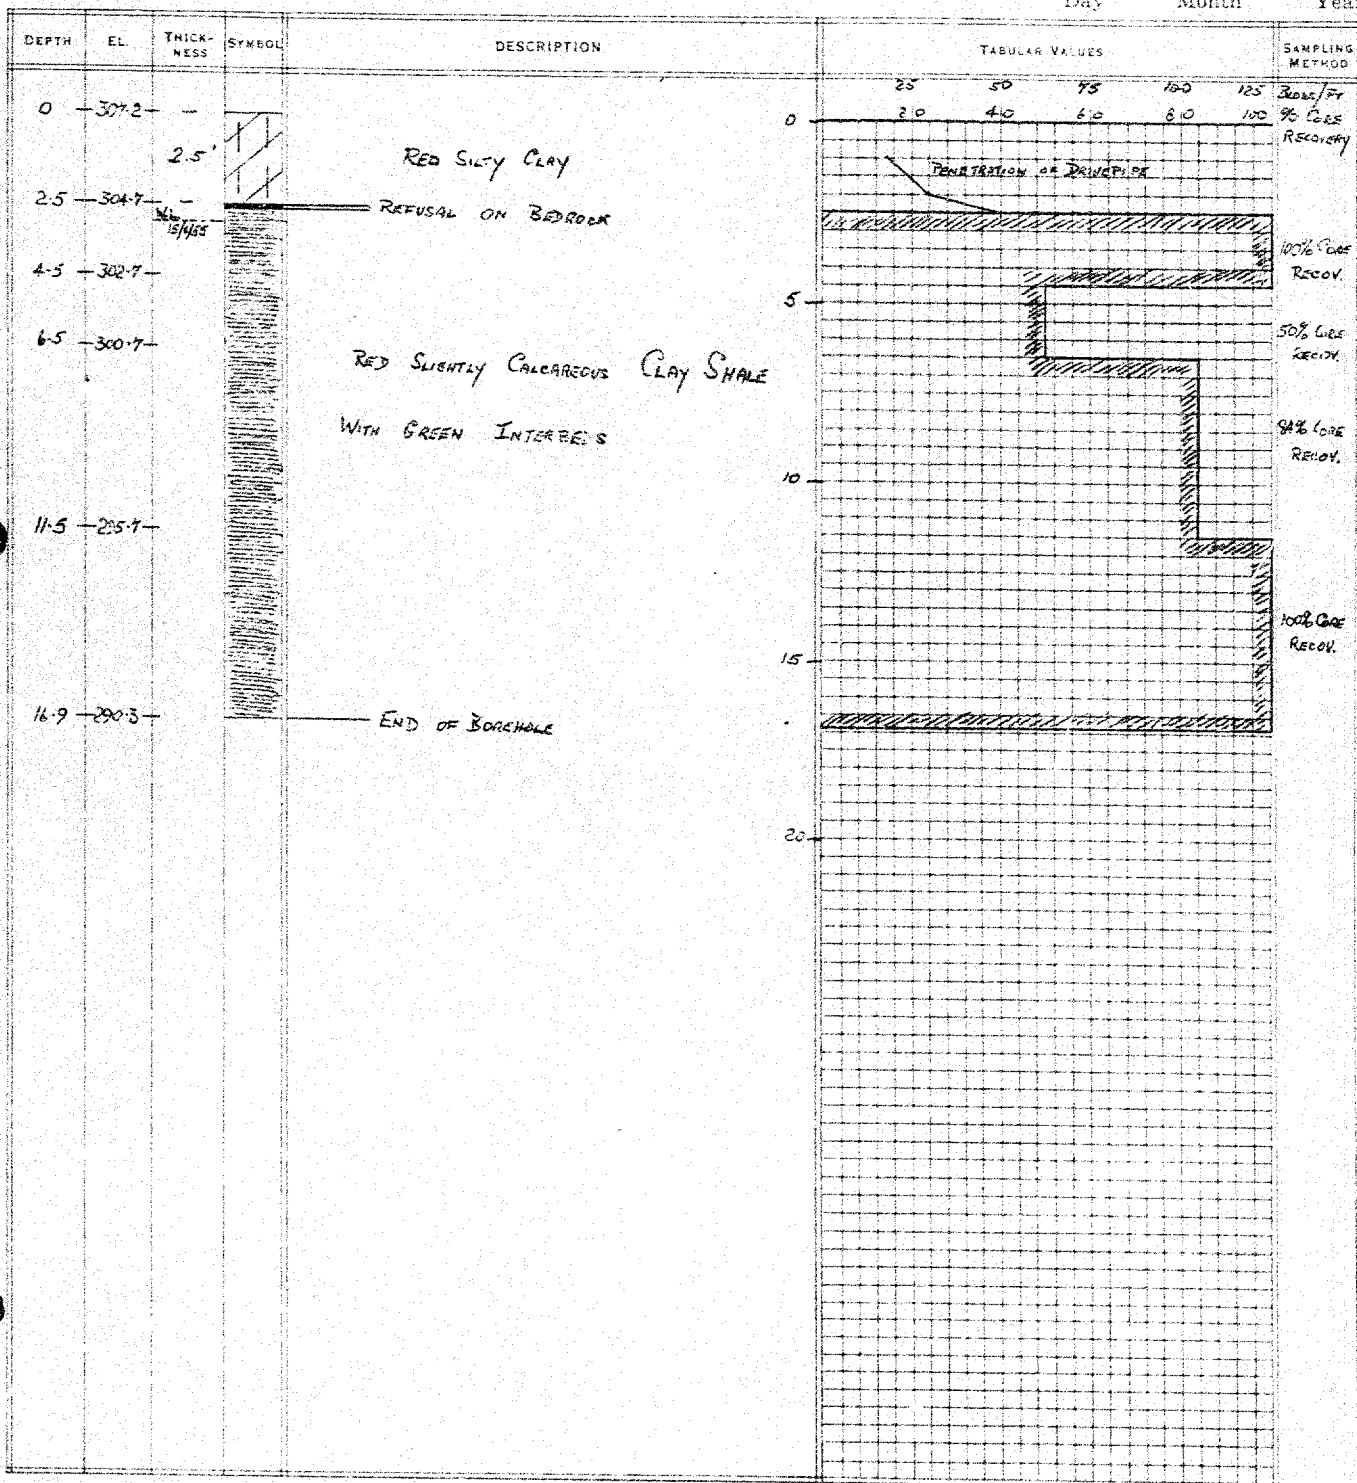 Day Month Year
DEPTH EL. THICK-NESS SYMBOL DESCRIPTION TABULAR VALUES SAMPLING METHOD
25 50 75 100 125 BLOWS/FT
20 40 60 80 100 % CORE RECOVERY
0 307.2 -
0
2.5'
RED SILTY CLAY
PENETRATION OF DRIVEPIPE
2.5 304.7 -
REFUSAL ON BEDROCK
100% CORE
RECOV.
4.5 302.7
5
6.5 300.7
50% CORE
RECOV.
RED SLIGHTLY CALCAREOUS CLAY SHALE
WITH GREEN INTERBEDS
84% CORE
RECOV.
10
11.5 295.7
100% CORE
RECOV.
15
16.9 290.3
END OF BOREHOLE
20